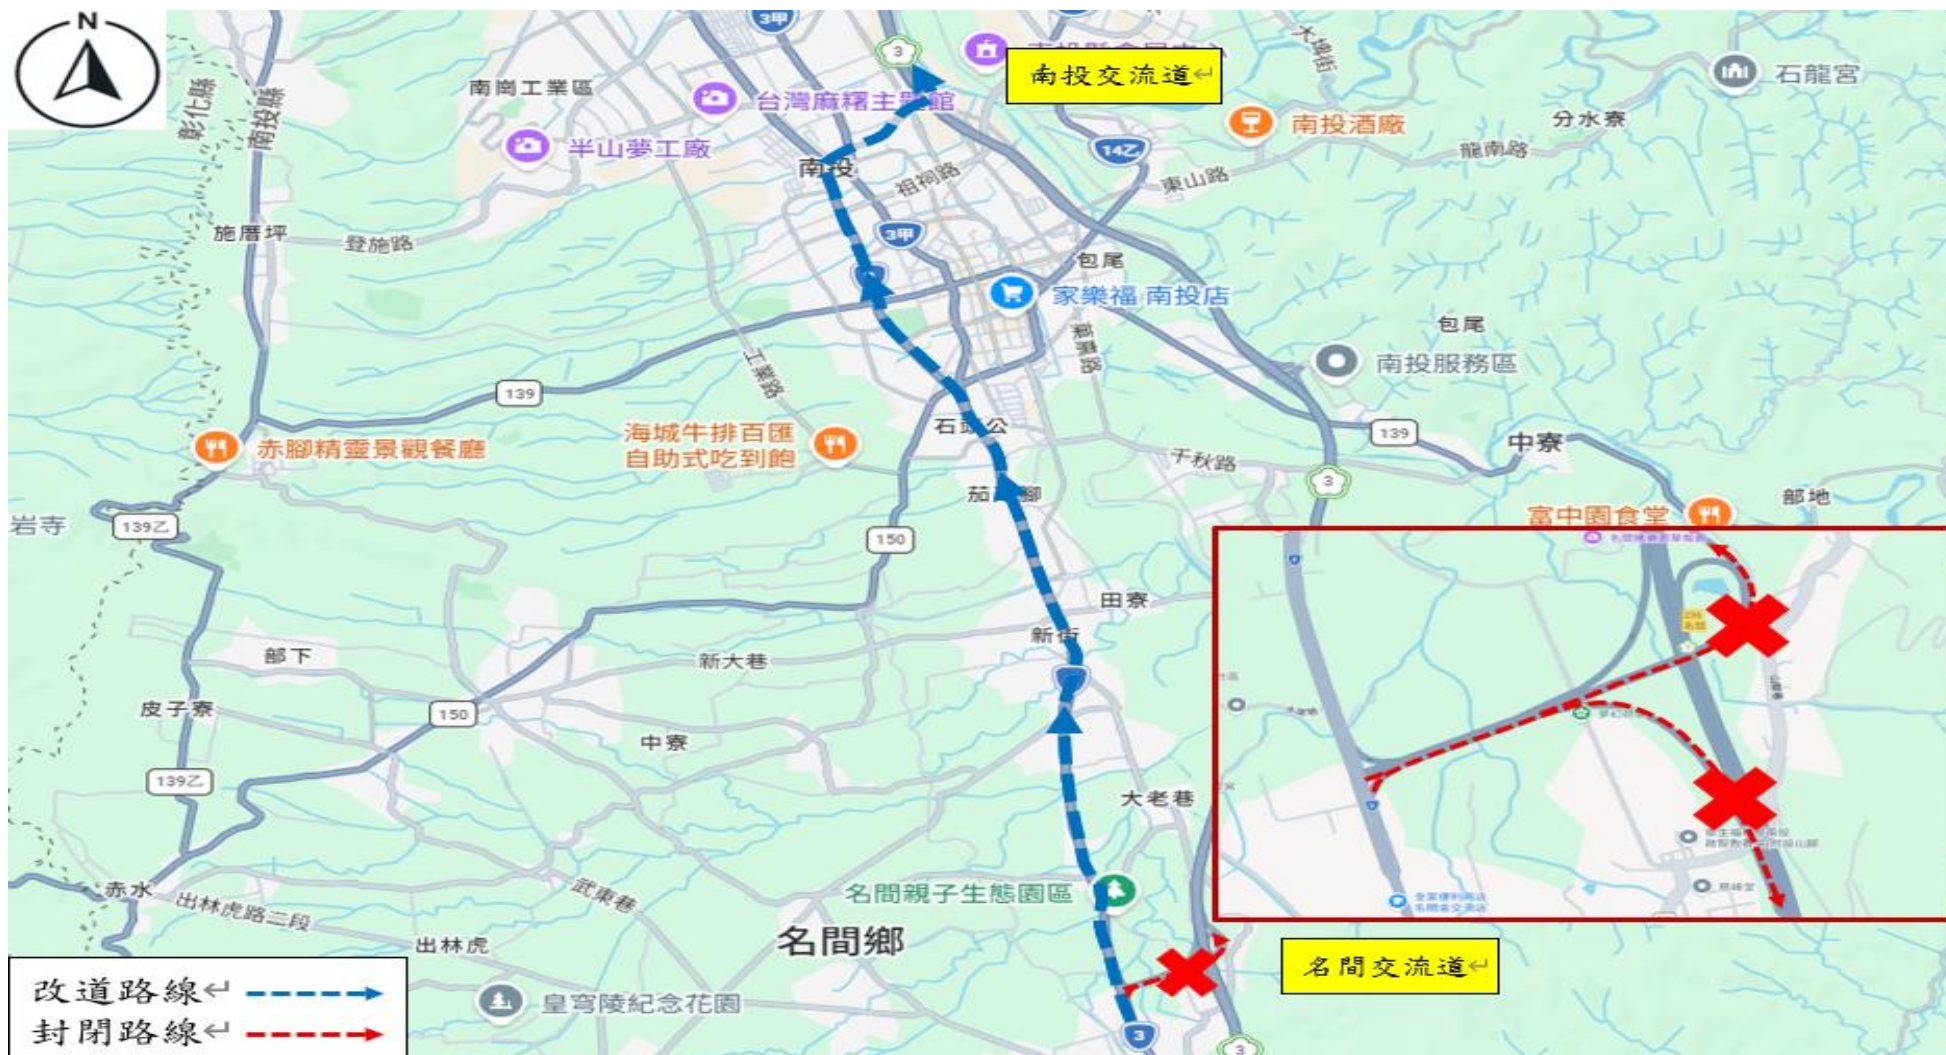 N
3甲
3
南投交流道
大埤街
石龍宮
南崗工業區
台灣麻糬主題館
彰化縣
南投縣
半山夢工廠
南投酒廠
分水寮
14乙
龍南路
南投
祖祠路
東山路
施厝坪
登施路
3甲
包尾
家樂福 南投店
包尾
南投服務區
工業路
139
139
中寮
赤腳精靈景觀餐廳
海城牛排百匯
自助式吃到飽
千秋路
3
部地
富中園食堂
岩寺
139乙
150
田寮
新街
部下
新大巷
皮子寮
150
中寮
139乙
大老巷
名間親子生態園區
赤水
出林虎路二段
武東巷
出林虎
名間鄉
名間交流道
皇穹陵紀念花園
3
3
改道路線
封閉路線